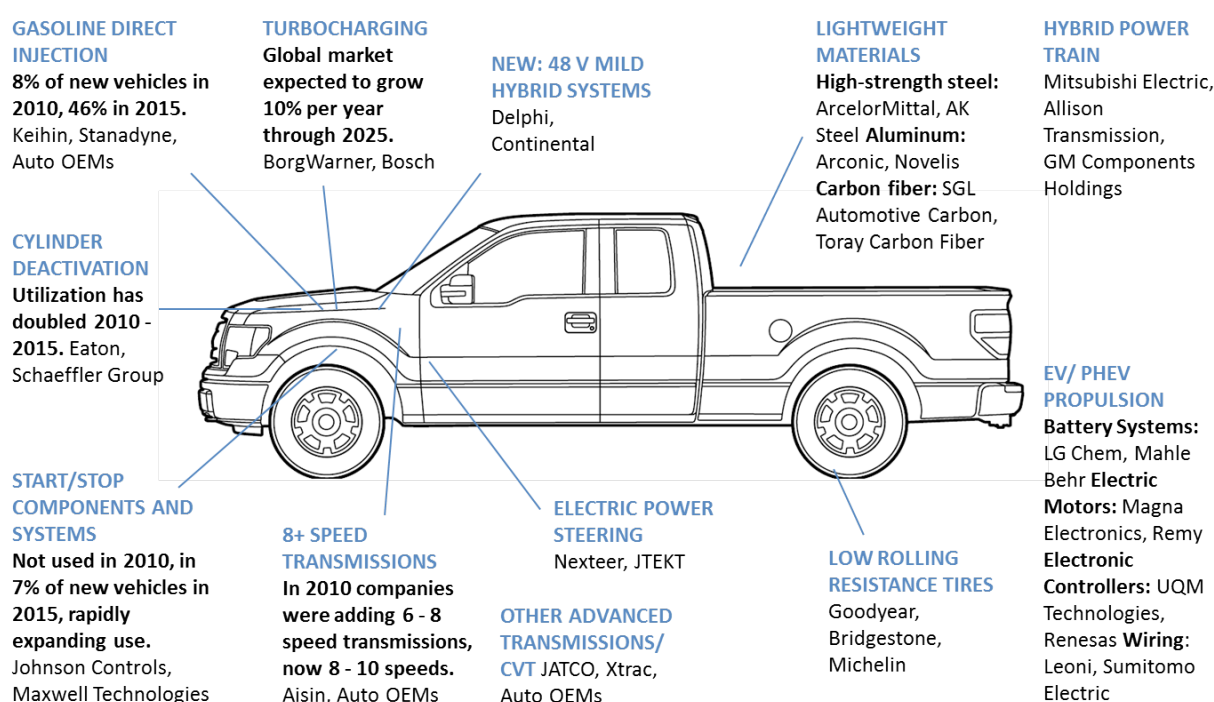 GASOLINE DIRECT
INJECTION
8% of new vehicles in
2010, 46% in 2015.
Keihin, Stanadyne,
Auto OEMs
TURBOCHARGING
Global market
expected to grow
10% per year
through 2025.
BorgWarner, Bosch
NEW: 48 V MILD
HYBRID SYSTEMS
Delphi,
Continental
LIGHTWEIGHT
MATERIALS
High-strength steel:
ArcelorMittal, AK
Steel Aluminum:
Arconic, Novelis
Carbon fiber: SGL
Automotive Carbon,
Toray Carbon Fiber
HYBRID POWER
TRAIN
Mitsubishi Electric,
Allison
Transmission,
GM Components
Holdings
CYLINDER
DEACTIVATION
Utilization has
doubled 2010 -
2015. Eaton,
Schaeffler Group
EV/ PHEV
PROPULSION
Battery Systems:
LG Chem, Mahle
Behr Electric
Motors: Magna
Electronics, Remy
Electronic
Controllers: UQM
Technologies,
Renesas Wiring:
Leoni, Sumitomo
Electric
START/STOP
COMPONENTS AND
SYSTEMS
Not used in 2010, in
7% of new vehicles in
2015, rapidly
expanding use.
Johnson Controls,
Maxwell Technologies
8+ SPEED
TRANSMISSIONS
In 2010 companies
were adding 6 - 8
speed transmissions,
now 8 - 10 speeds.
Aisin, Auto OEMs
ELECTRIC POWER
STEERING
Nexteer, JTEKT
OTHER ADVANCED
TRANSMISSIONS/
CVT JATCO, Xtrac,
Auto OEMs
LOW ROLLING
RESISTANCE TIRES
Goodyear,
Bridgestone,
Michelin